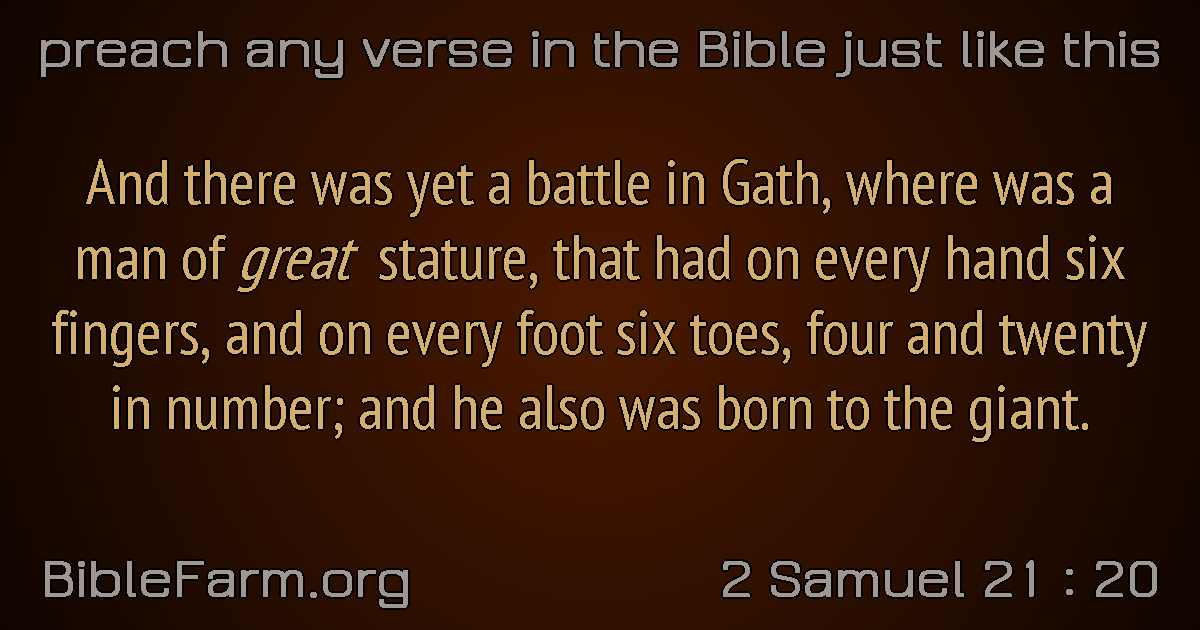 preach any verse in the Bible just like this
And there was yet a battle in Gath, where was a
man of great stature, that had on every hand six
fingers, and on every foot six toes, four and twenty
in number; and he also was born to the giant.
BibleFarm.org
2 Samuel 21 : 20